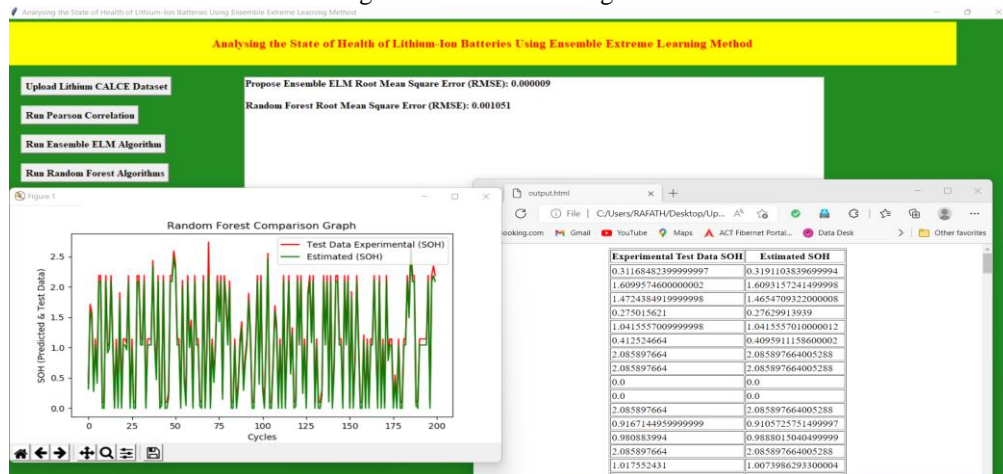 Analysing the State of Health of Lithium-Ion Batteries Using Ensemble Extreme Learning Method
Analysing the State of Health of Lithium-Ion Batteries Using Ensemble Extreme Learning Method
Upload Lithium CALCE Dataset
Run Pearson Correlation
Run Ensemble ELM Algorithm
Run Random Forest Algorithms
Propose Ensemble ELM Root Mean Square Error (RMSE): 0.000009
Random Forest Root Mean Square Error (RMSE): 0.001051
Figure 1
Random Forest Comparison Graph
Test Data Experimental (SOH)
Estimated (SOH)
SOH (Predicted & Test Data)
2.5
2.0
1.5
1.0
0.5
0.0
0 25 50 75 100 125 150 175 200
Cycles
output.html
File | C:/Users/RAFATH/Desktop/Up...
ooking.com Gmail YouTube Maps ACT Fibernet Portal... Data Desk Other favorites
Experimental Test Data SOH Estimated SOH
0.31168482399999997 0.3191103839699994
1.6099574600000002 1.6093157241499998
1.4724384919999998 1.4654709322000008
0.275015621 0.27629913939
1.0415557009999998 1.0415557010000012
0.412524664 0.4095911158600002
2.085897664 2.085897664005288
2.085897664 2.085897664005288
0.0 0.0
0.0 0.0
2.085897664 2.085897664005288
0.9167144959999999 0.9105725751499997
0.980883994 0.9888015040499999
2.085897664 2.085897664005288
1.017552431 1.0073986293300004